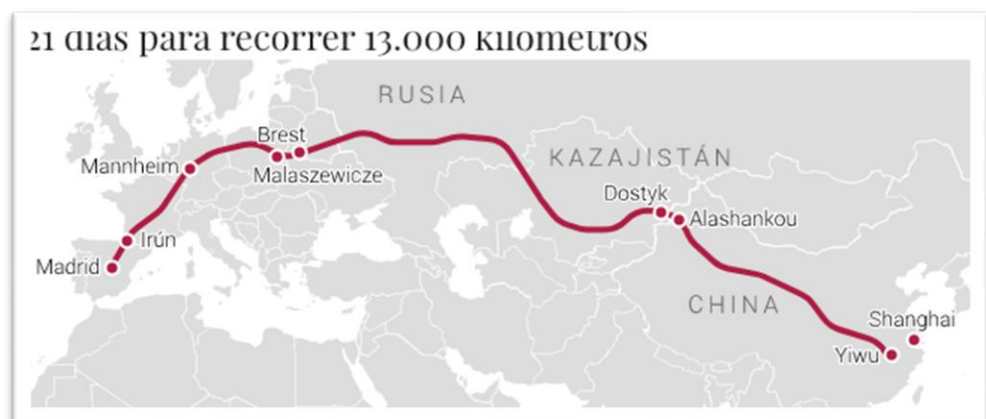 21 días para recorrer 13.000 kilómetros
RUSIA
Brest
Mannheim
Malaszewicze
KAZAJISTÁN
Dostyk
Alashankou
Irún
Madrid
CHINA
Shanghai
Yiwu